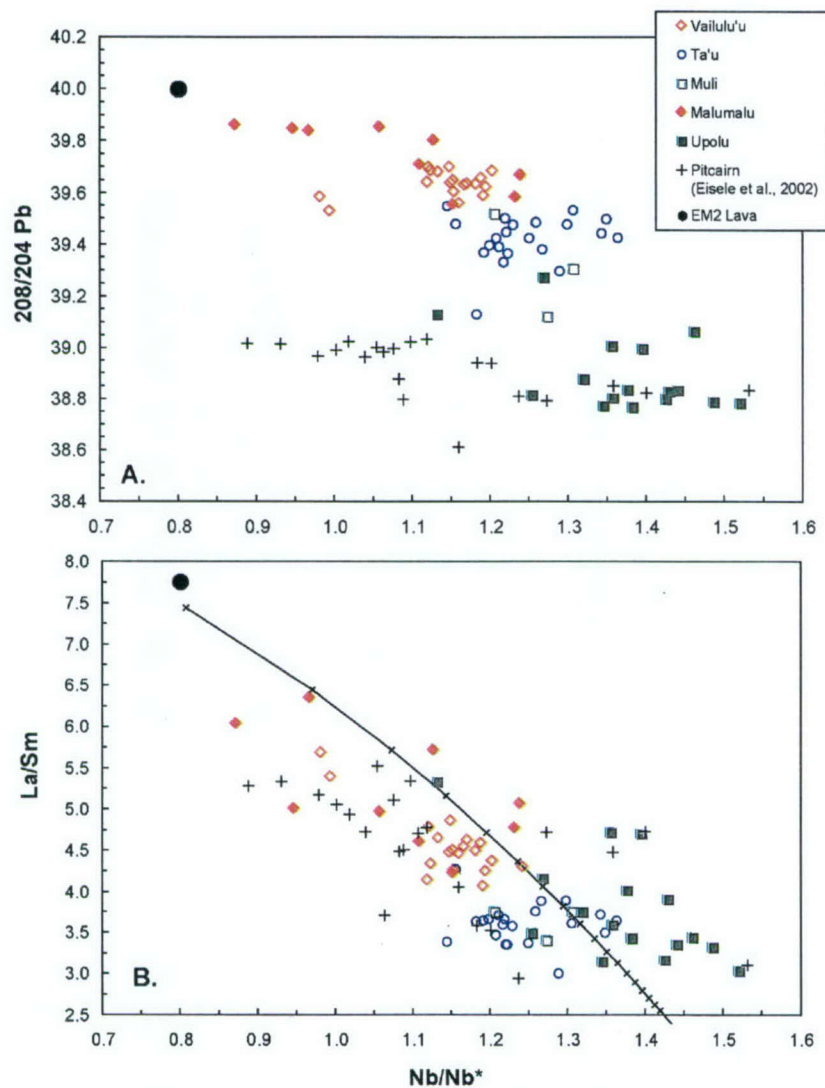 Vailulu'u
Ta'u
Muli
Malumalu
Upolu
Pitcairn
(Eisele et al., 2002)
EM2 Lava
208/204 Pb
40.2
40.0
39.8
39.6
39.4
39.2
39.0
38.8
38.6
38.4
A.
0.7 0.8 0.9 1.0 1.1 1.2 1.3 1.4 1.5 1.6
La/Sm
8.0
7.5
7.0
6.5
6.0
5.5
5.0
4.5
4.0
3.5
3.0
2.5
B.
0.7 0.8 0.9 1.0 1.1 1.2 1.3 1.4 1.5 1.6
Nb/Nb*